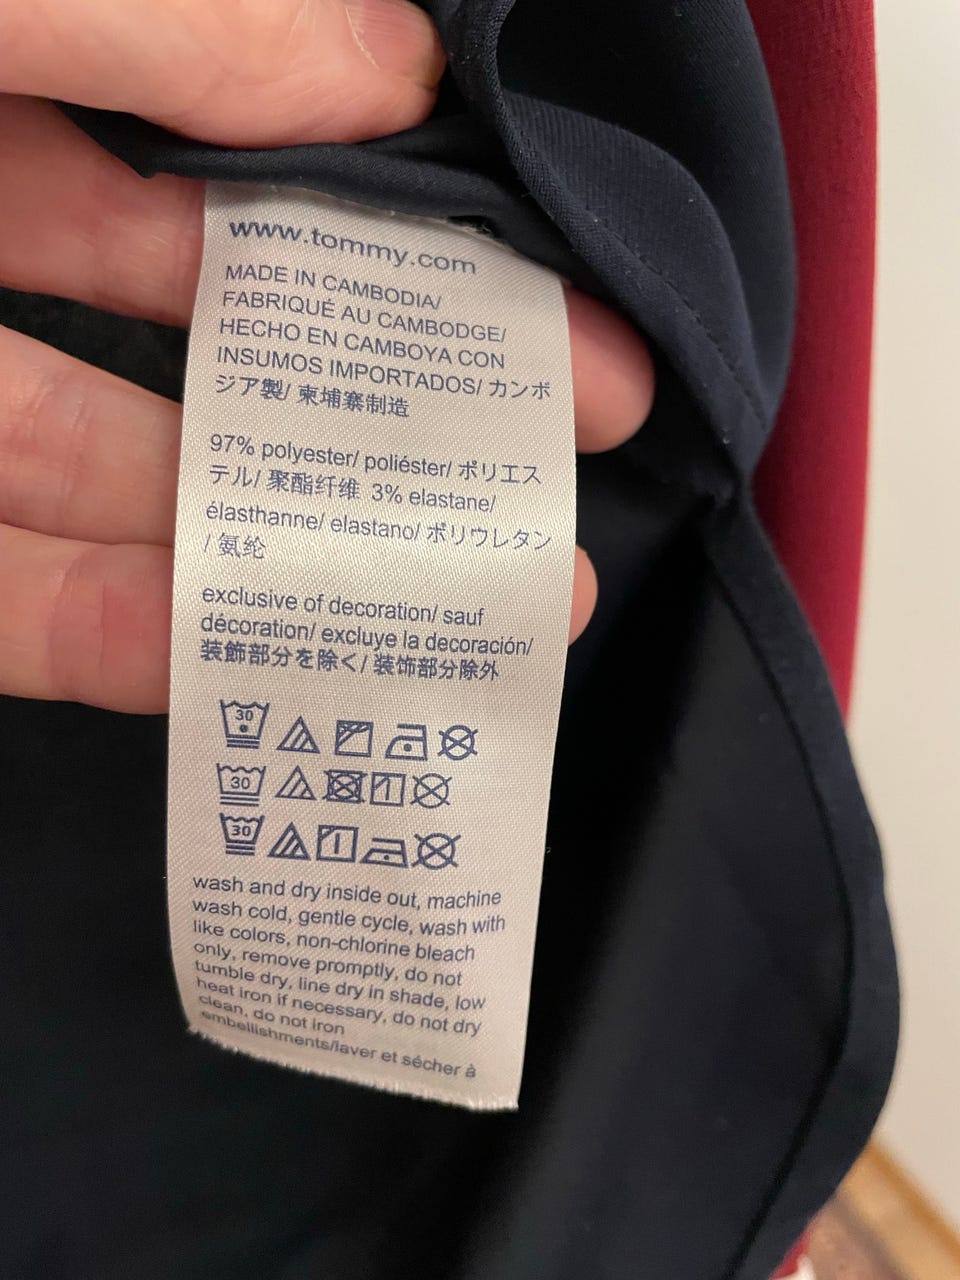 www.tommy.com
MADE IN CAMBODIA/
FABRIQUÉ AU CAMBODGE/
HECHO EN CAMBOYA CON
INSUMOS IMPORTADOS/ カンボ
ジア製/ 柬埔寨制造
97% polyester/ poliéster/ ポリエス
テル/ 聚酯纤维 3% elastane/
élasthanne/ elastano/ ポリウレタン
/ 氨纶
exclusive of decoration/ sauf
décoration/ excluye la decoración/
装飾部分を除く/ 装饰部分除外
30
30
30
wash and dry inside out, machine
wash cold, gentle cycle, wash with
like colors, non-chlorine bleach
only, remove promptly, do not
tumble dry, line dry in shade, low
heat iron if necessary, do not dry
clean, do not iron
embellishments/laver et sécher à